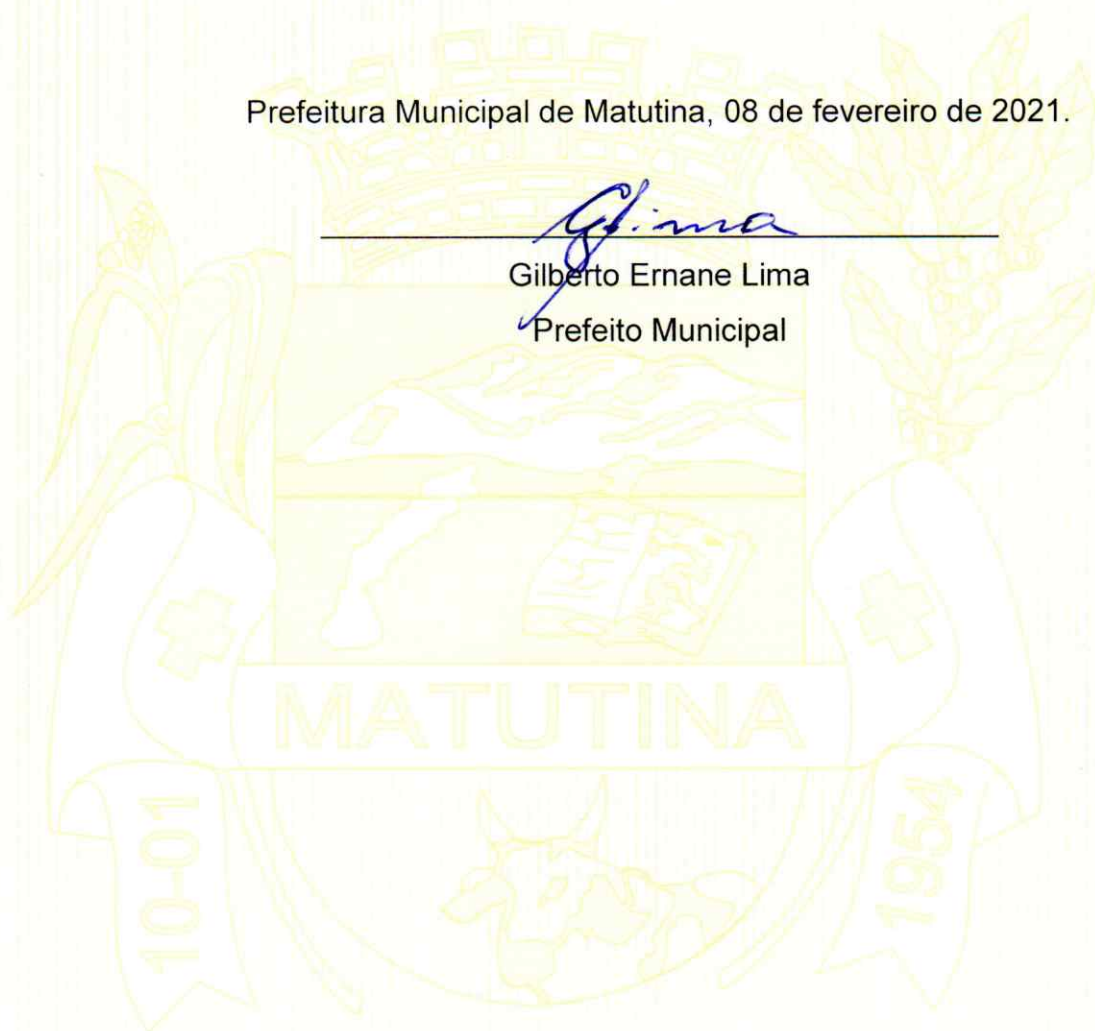 Prefeitura Municipal de Matutina, 08 de fevereiro de 2021.
Gilberto Ernane Lima
Prefeito Municipal
MATUTINA
10-01
1954